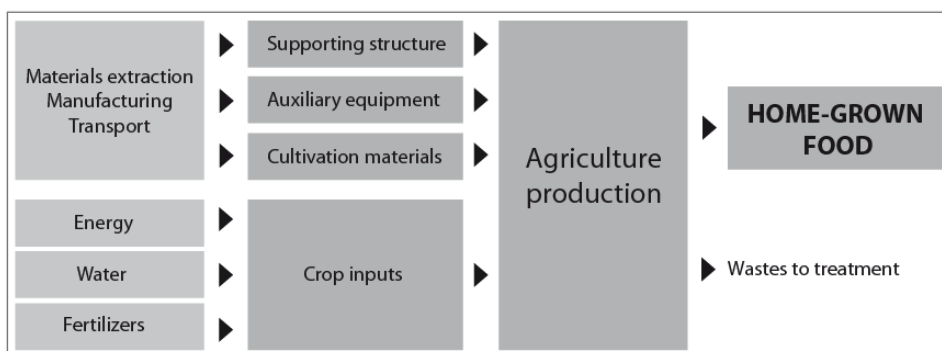 Materials extraction
Manufacturing
Transport
Supporting structure
Auxiliary equipment
Cultivation materials
Energy
Water
Fertilizers
Crop inputs
Agriculture
production
HOME-GROWN
FOOD
Wastes to treatment